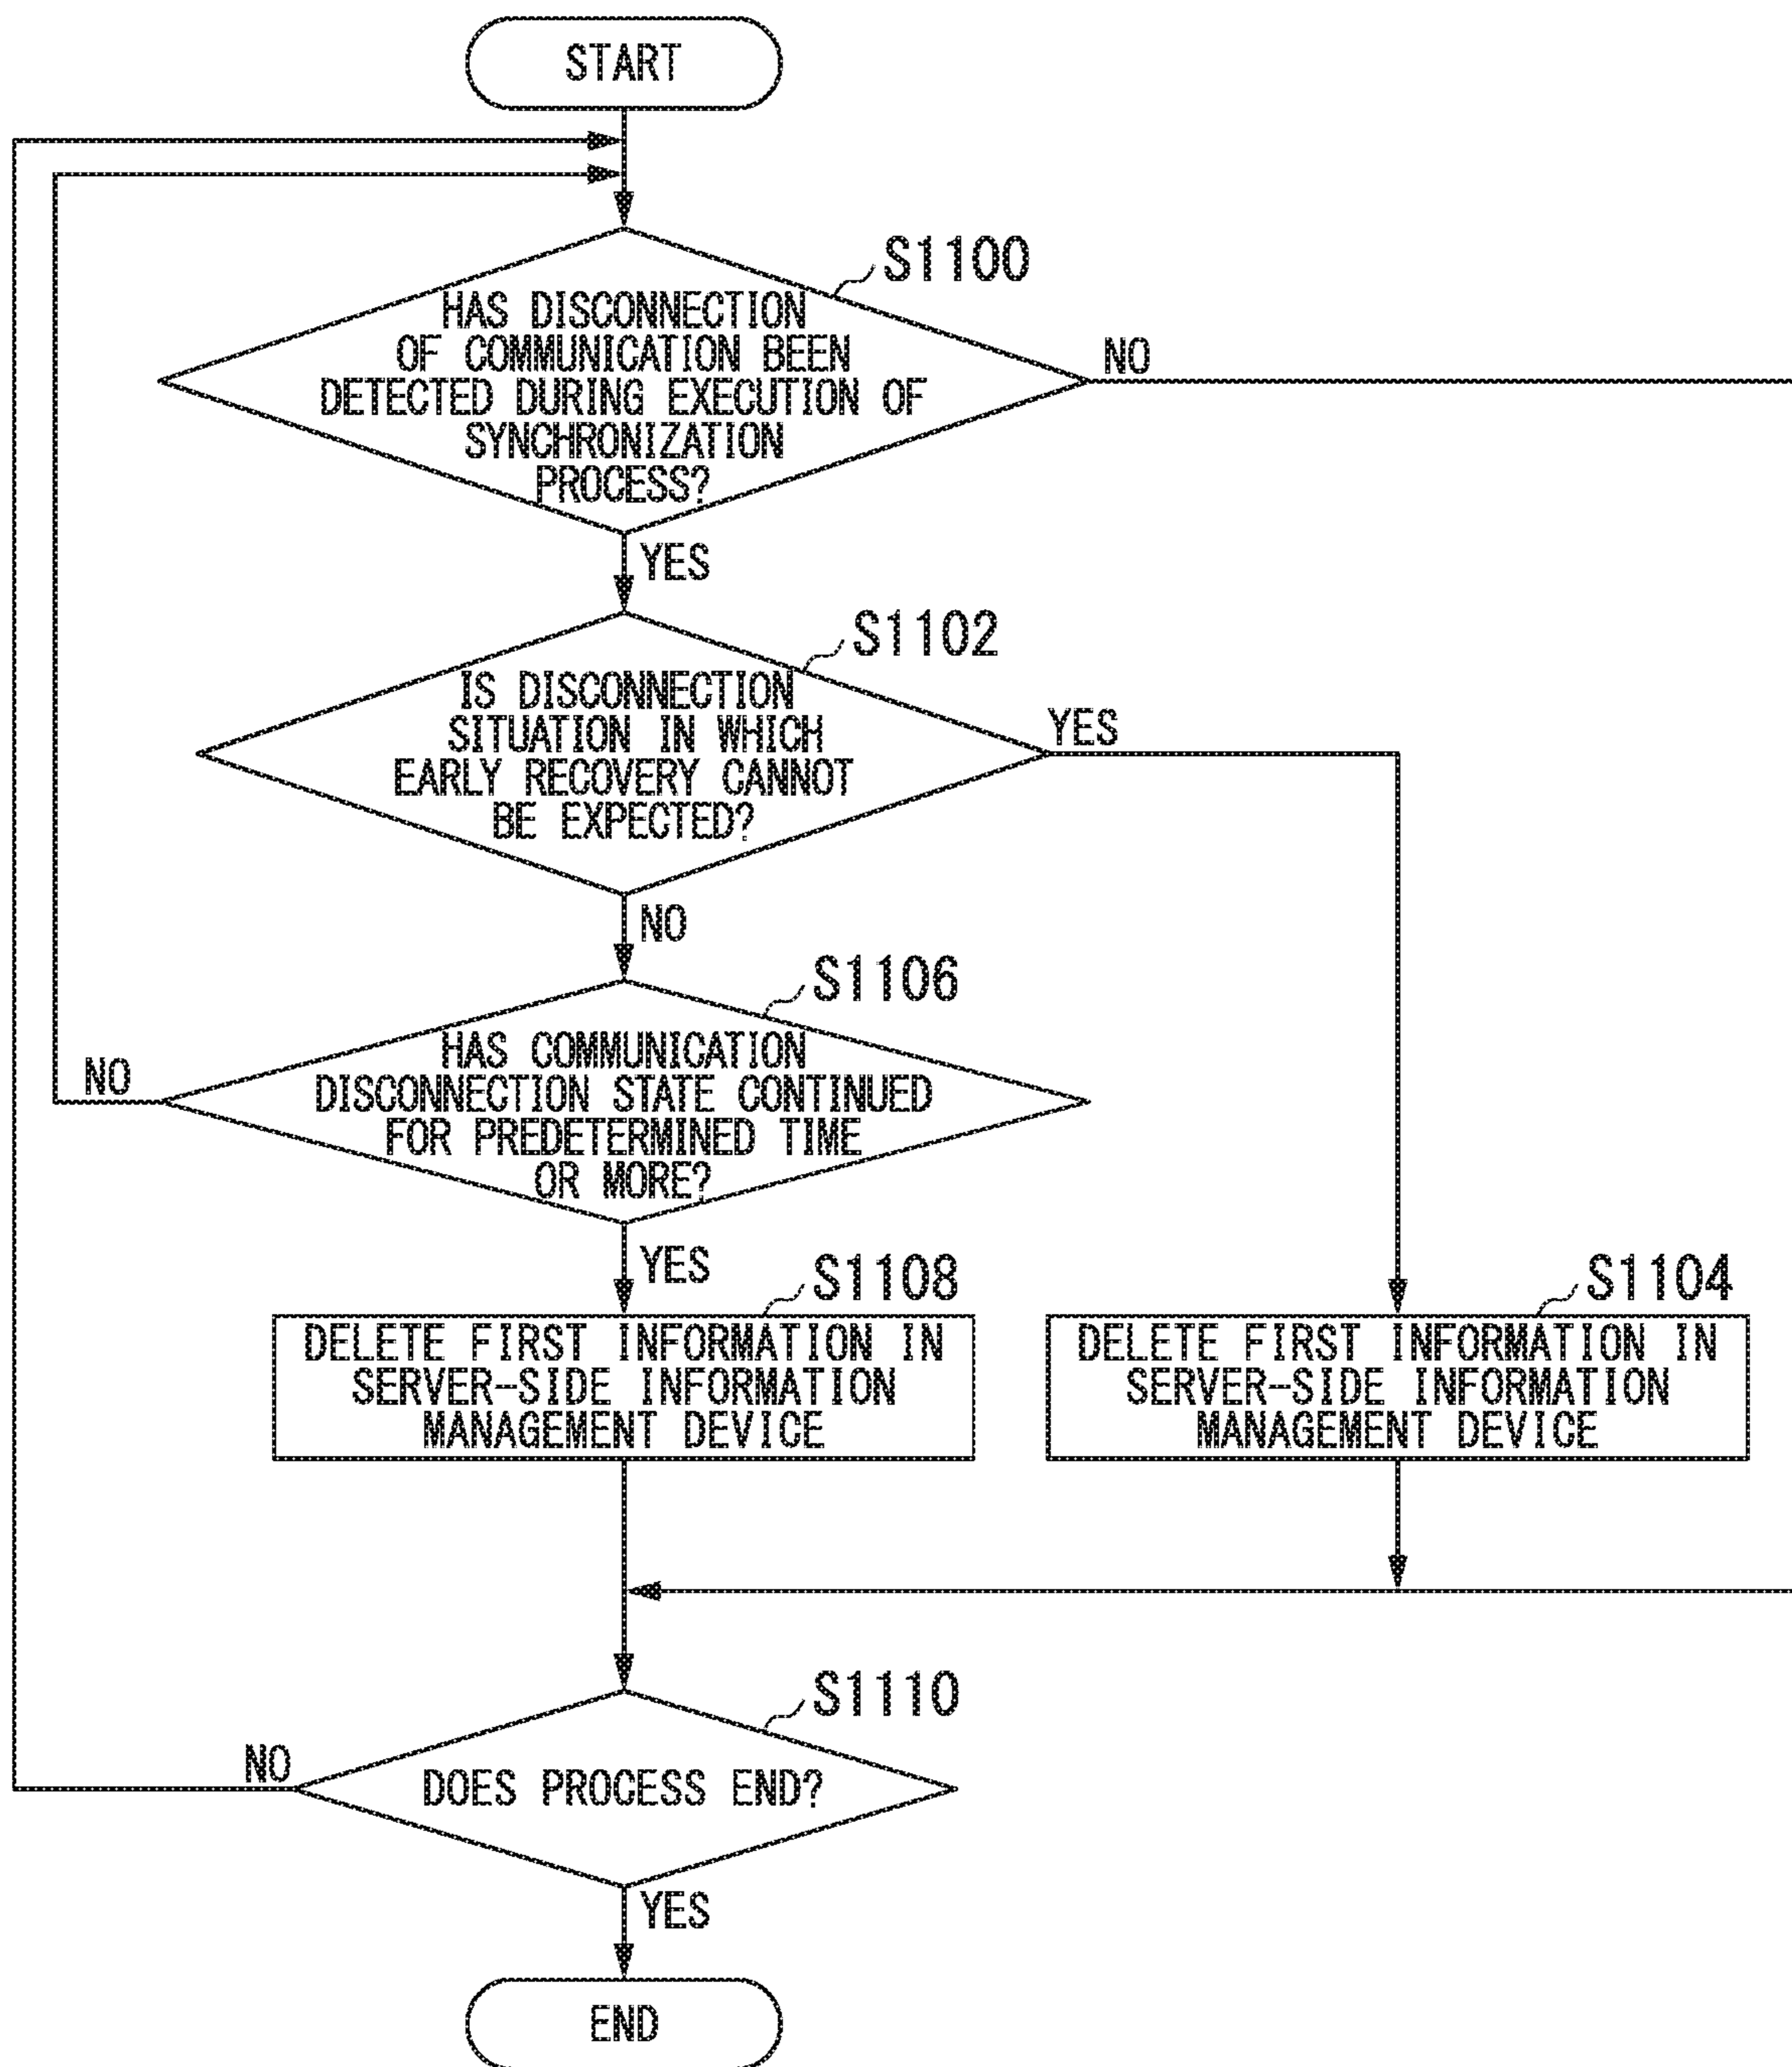 START
S1100
HAS DISCONNECTION
OF COMMUNICATION BEEN
DETECTED DURING EXECUTION OF
SYNCHRONIZATION
PROCESS?
NO
YES
S1102
IS DISCONNECTION
SITUATION IN WHICH
EARLY RECOVERY CANNOT
BE EXPECTED?
YES
NO
S1106
HAS COMMUNICATION
DISCONNECTION STATE CONTINUED
FOR PREDETERMINED TIME
OR MORE?
NO
YES
S1108
DELETE FIRST INFORMATION IN
SERVER-SIDE INFORMATION
MANAGEMENT DEVICE
S1104
DELETE FIRST INFORMATION IN
SERVER-SIDE INFORMATION
MANAGEMENT DEVICE
S1110
DOES PROCESS END?
NO
YES
END